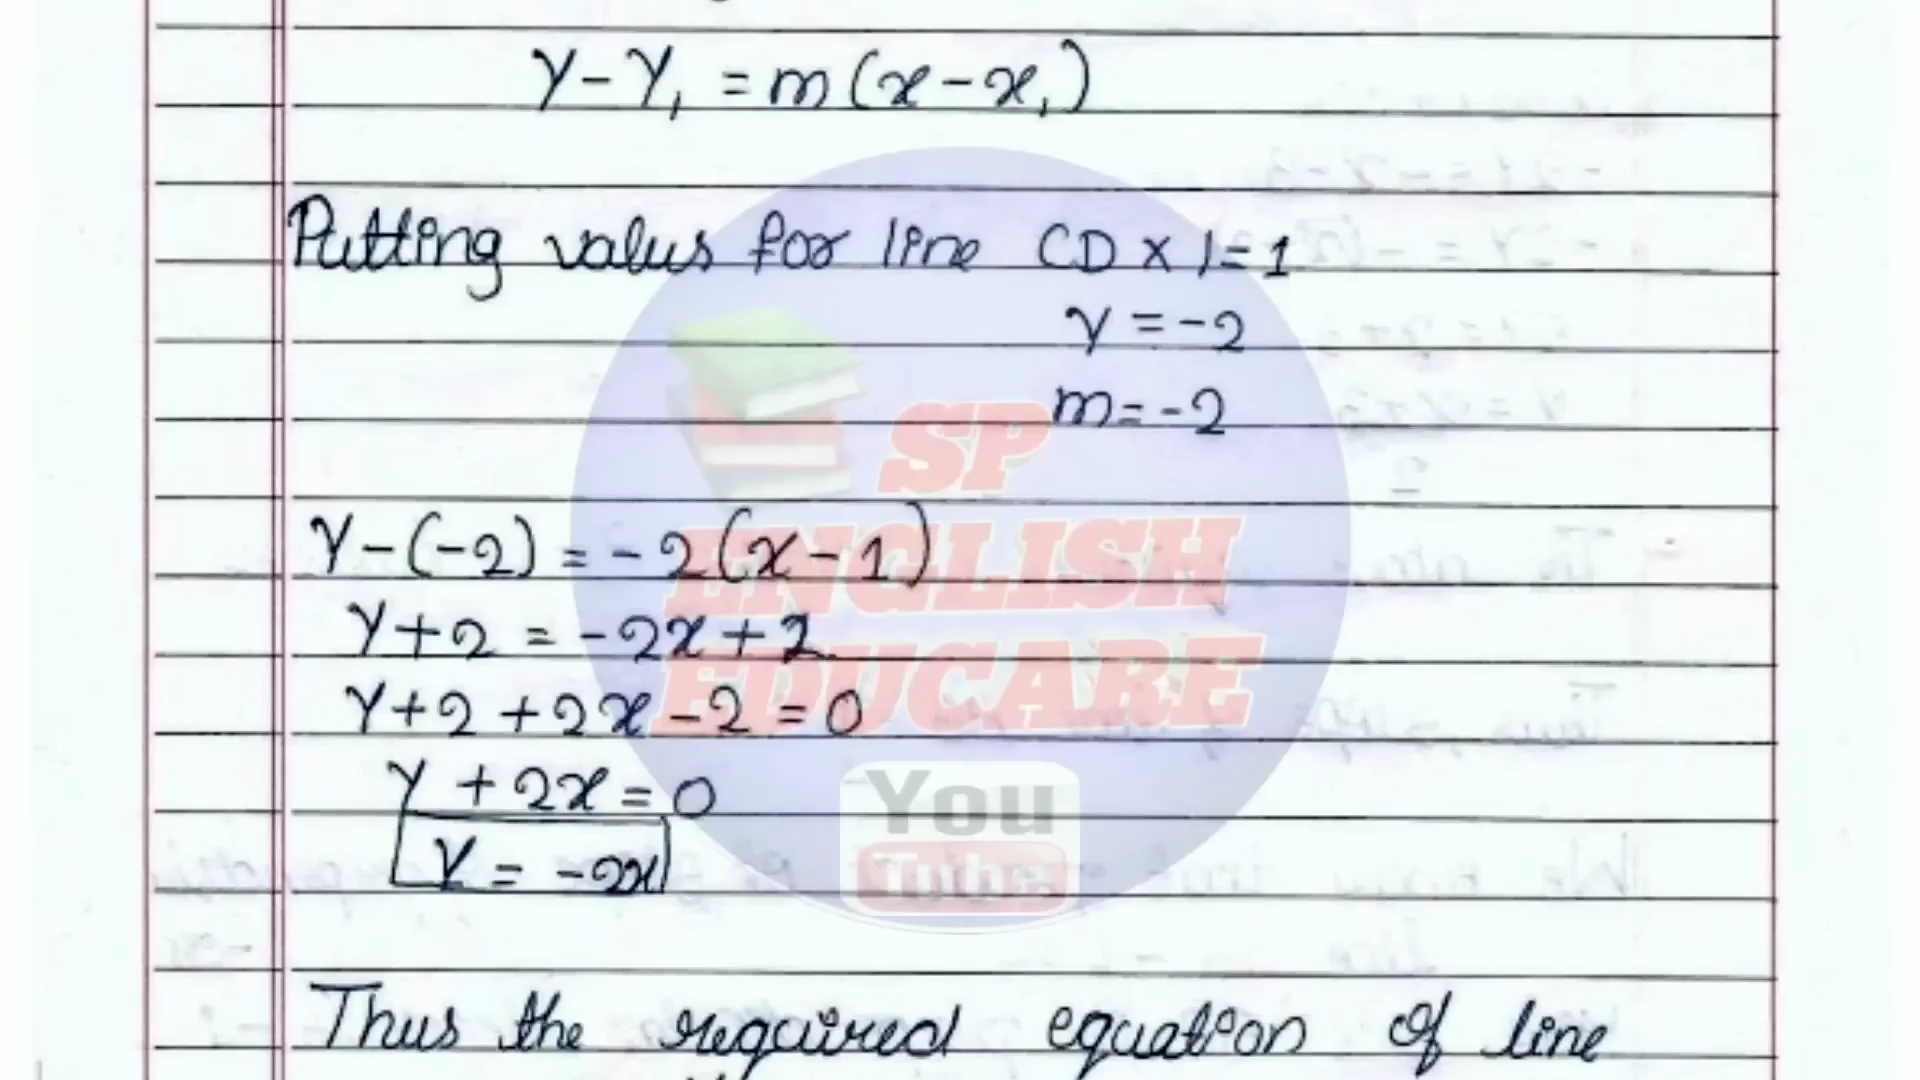 Y-Y₁ = m(x-x₁)
Putting valus for line CD x 1=1
y = -2
m = -2
SP
ENGLISH
EDUCARE
Y-(-2) = -2(x-1)
Y+2 = -2x+2
Y+2+2x-2=0
Y+2x=0
Y = -2x
You
Tube
Thus the required equation of line